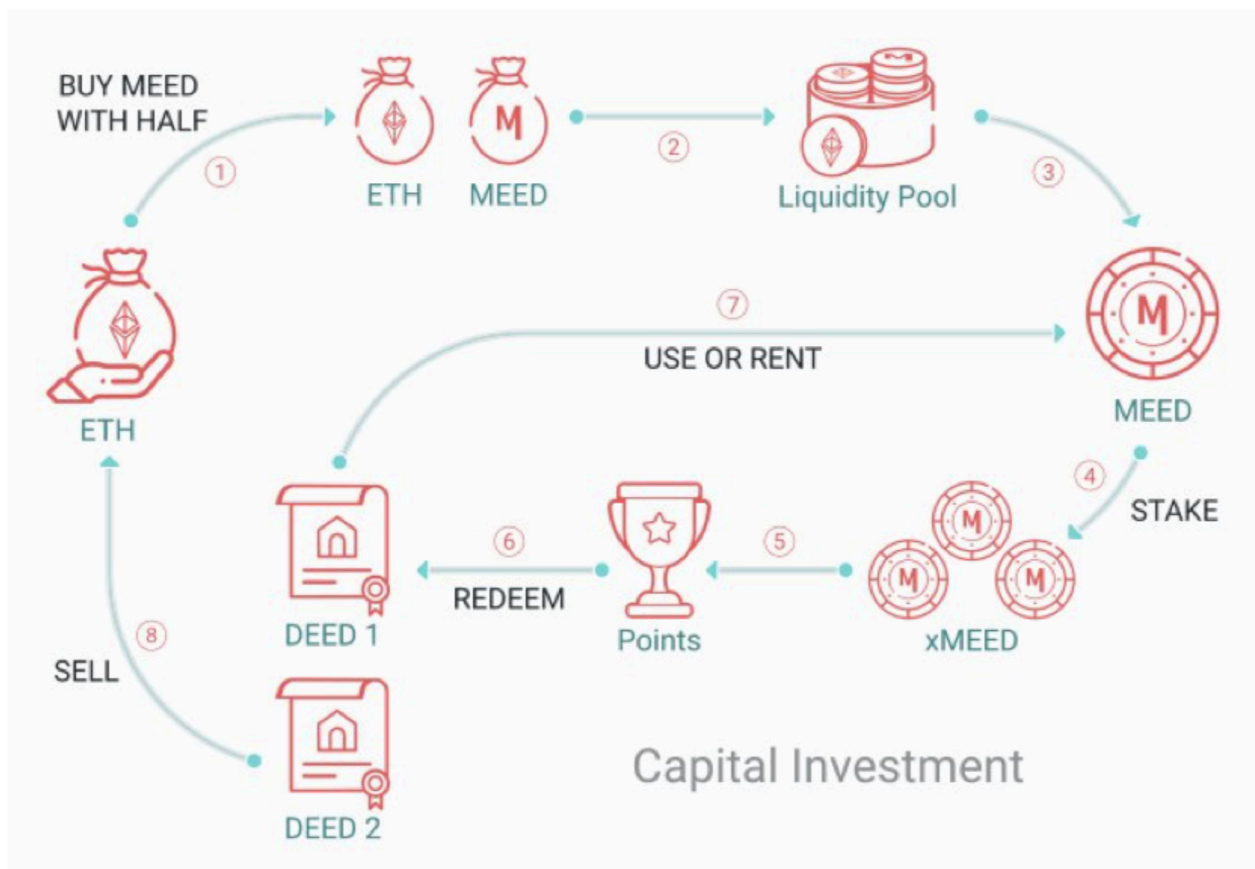 BUY MEED
WITH HALF
①
ETH
M
MEED
②
Liquidity Pool
③
ETH
⑦
USE OR RENT
M
MEED
④
STAKE
M
M
M
xMEED
⑤
Points
⑥
REDEEM
DEED 1
⑧
SELL
DEED 2
Capital Investment